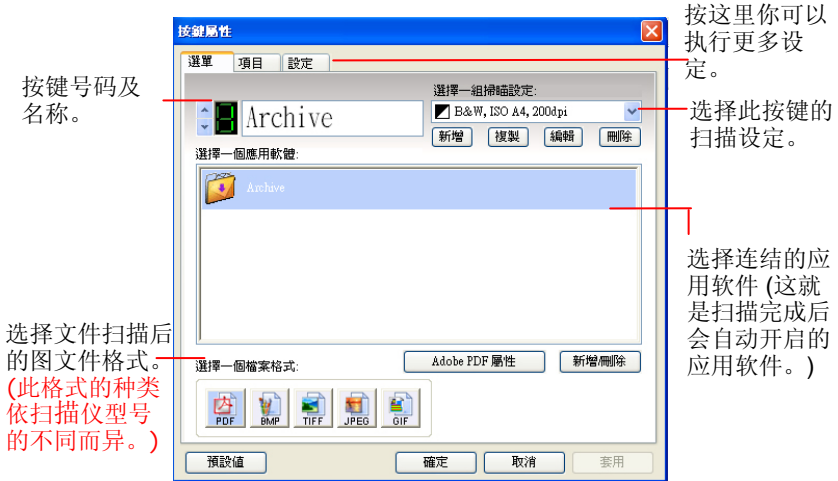 按这里你可以
执行更多设
定。
按键号码及
名称。
选择此按键的
扫描设定。
按鍵屬性
選單 項目 設定
選擇一組掃瞄設定:
3 Archive
B&W, ISO A4, 200dpi
新增 複製 編輯 刪除
選擇一個應用軟體:
Archive
选择连结的应
用软件 (这就
是扫描完成后
会自动开启的
应用软件。)
选择文件扫描后
的图文件格式。
(此格式的种类
依扫描仪型号
的不同而异。)
選擇一個檔案格式:
Adobe PDF 屬性 新增/刪除
PDF BMP TIFF JPEG GIF
預設值 確定 取消 套用